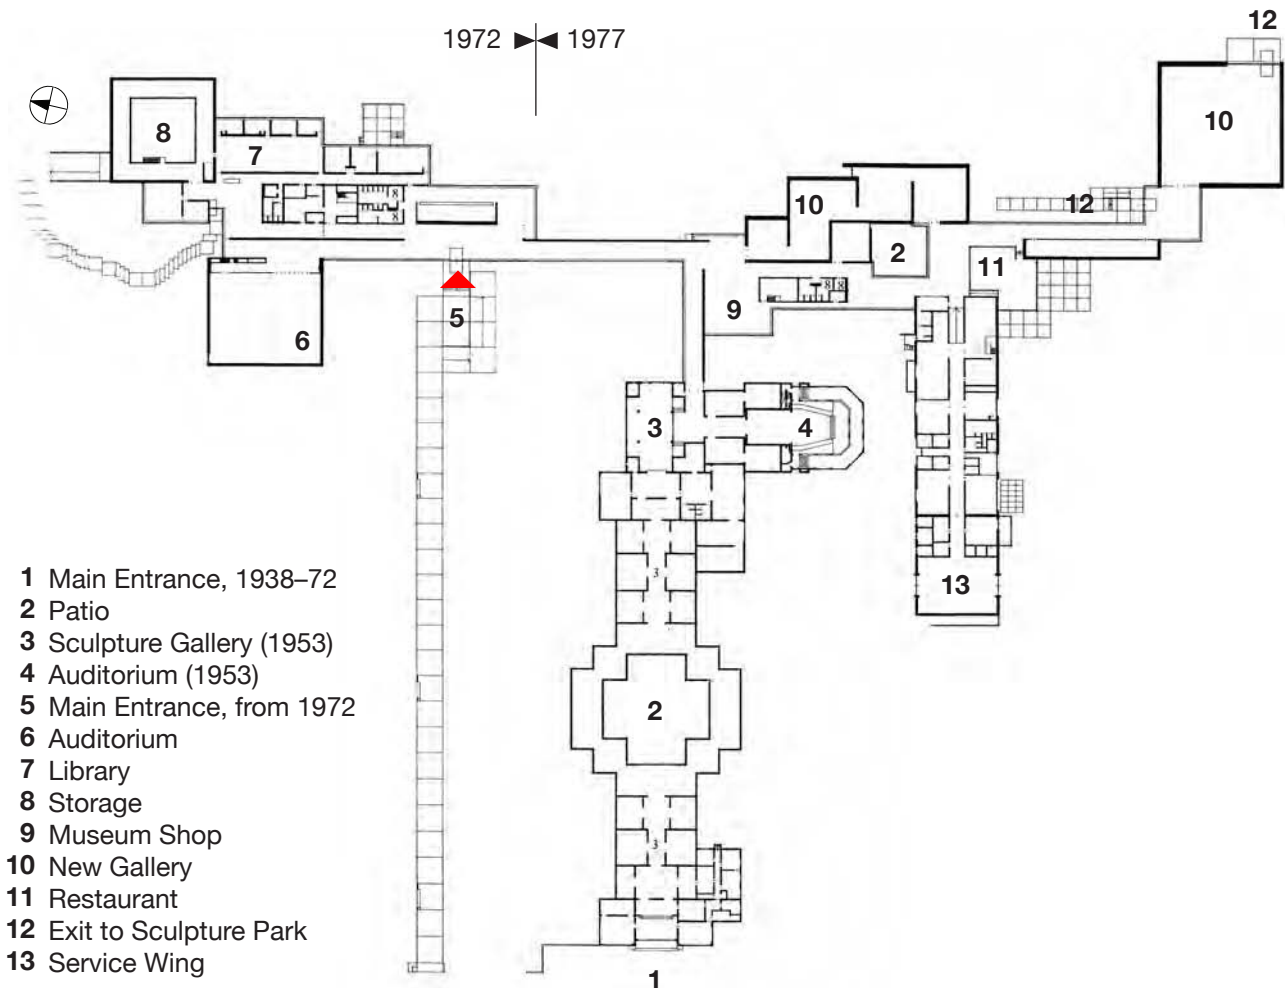 12
1972 1977
10
8
7
10
12
2
11
9
5
6
3
4
3
13
2
3
1
1 Main Entrance, 1938–72
2 Patio
3 Sculpture Gallery (1953)
4 Auditorium (1953)
5 Main Entrance, from 1972
6 Auditorium
7 Library
8 Storage
9 Museum Shop
10 New Gallery
11 Restaurant
12 Exit to Sculpture Park
13 Service Wing